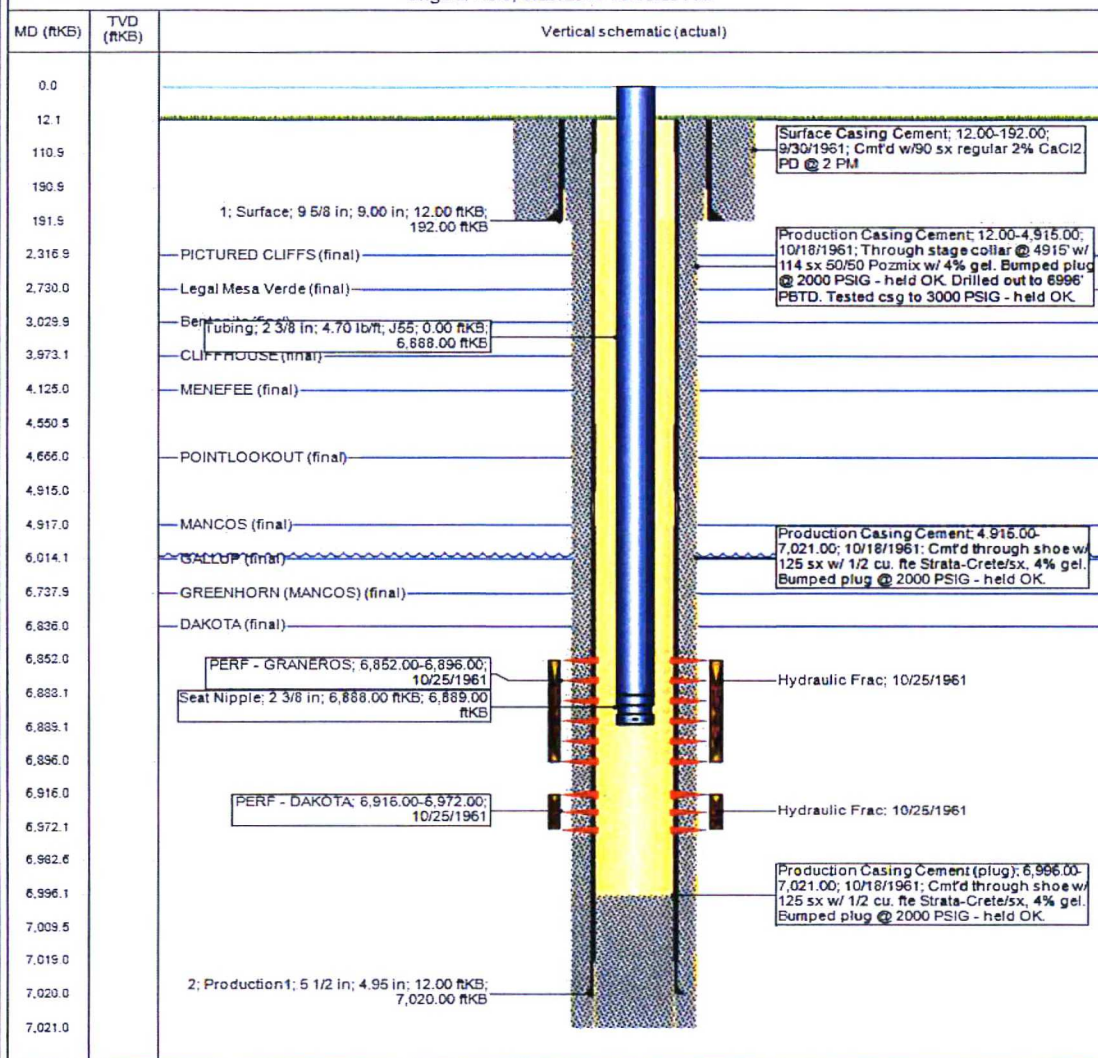 MD (ftKB)
TVD
(ftKB)
Vertical schematic (actual)
0.0
12.1
110.9
190.9
191.9
2,316.9
2,730.0
3,029.9
3,973.1
4,125.0
4,550.5
4,666.0
4,915.0
4,917.0
6,014.1
6,737.9
6,836.0
6,852.0
6,883.1
6,889.1
6,896.0
6,916.0
6,972.1
6,982.6
6,996.1
7,009.5
7,019.0
7,020.0
7,021.0
Surface Casing Cement; 12.00-192.00;
9/30/1961; Cmt'd w/90 sx regular 2% CaCl2.
PD @ 2 PM
1; Surface; 9 5/8 in; 9.00 in; 12.00 ftKB;
192.00 ftKB
Production Casing Cement; 12.00-4,915.00;
10/18/1961; Through stage collar @ 4915' w/
114 sx 50/50 Pozmix w/ 4% gel. Bumped plug
@ 2000 PSIG - held OK. Drilled out to 6996'
PBTD. Tested csg to 3000 PSIG - held OK.
PICTURED CLIFFS (final)
Legal Mesa Verde (final)
Tubing; 2 3/8 in; 4.70 lb/ft; J55; 0.00 ftKB;
6,888.00 ftKB
CLIFFHOUSE (final)
MENEFEE (final)
POINTLOOKOUT (final)
MANCOS (final)
Production Casing Cement; 4,915.00-
7,021.00; 10/18/1961; Cmt'd through shoe w/
125 sx w/ 1/2 cu. fte Strata-Crete/sx, 4% gel.
Bumped plug @ 2000 PSIG - held OK.
GALLUP (final)
GREENHORN (MANCOS) (final)
DAKOTA (final)
PERF - GRANEROS; 6,852.00-6,896.00;
10/25/1961
Hydraulic Frac; 10/25/1961
Seat Nipple; 2 3/8 in; 6,888.00 ftKB; 6,889.00
ftKB
PERF - DAKOTA; 6,916.00-6,972.00;
10/25/1961
Hydraulic Frac; 10/25/1961
Production Casing Cement (plug); 6,996.00-
7,021.00; 10/18/1961; Cmt'd through shoe w/
125 sx w/ 1/2 cu. fte Strata-Crete/sx, 4% gel.
Bumped plug @ 2000 PSIG - held OK.
2; Production1; 5 1/2 in; 4.95 in; 12.00 ftKB;
7,020.00 ftKB